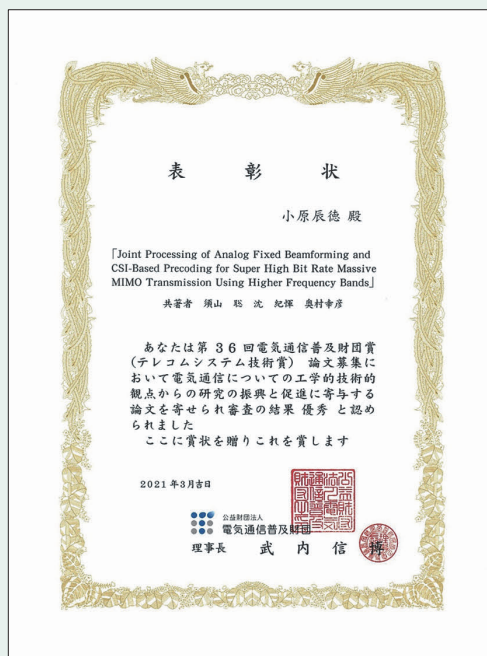 表彰状
小原辰徳 殿
「Joint Processing of Analog Fixed Beamforming and
CSI-Based Precoding for Super High Bit Rate Massive
MIMO Transmission Using Higher Frequency Bands」
共著者 須山 聡 沈 紀惲 奥村幸彦
あなたは第36回電気通信普及財団賞
(テレコムシステム技術賞) 論文募集に
おいて電気通信についての工学的技術的
観点からの研究の振興と促進に寄与する
論文を寄せられ審査の結果 優秀 と認め
られました
ここに賞状を贈りこれを賞します
2021年3月吉日
公益財団法人
電気通信普及財団
理事長 武内信博